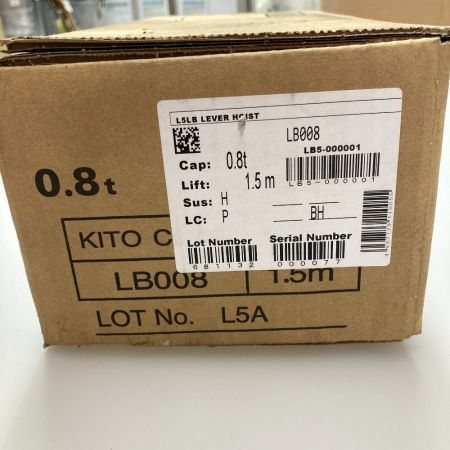 L5LB LEVER HOIST
LB008
Cap: 0.8t
LB5-000001
Lift: 1.5 m
LB5-000001
Sus: H
LC: P
BH
Lot Number Serial Number
681132 000077
0.8t
KITO C
LB008 1.5m
LOT No. L5A